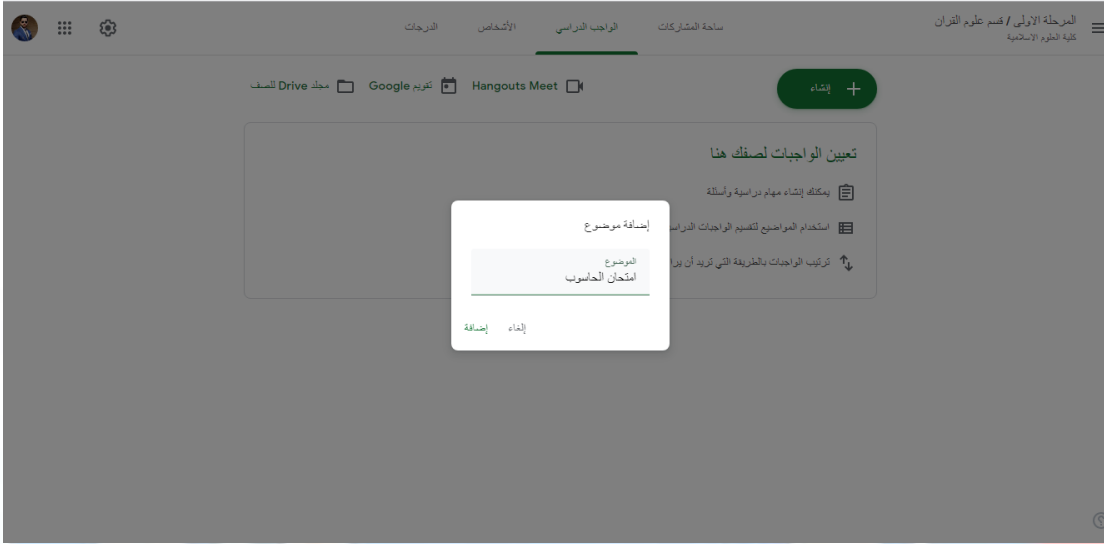 المرحلة الاولى / قسم علوم القران
كلية العلوم الاسلامية
ساحة المشاركات
الواجب الدراسي
الأشخاص
الدرجات
إنشاء
Hangouts Meet
تقويم Google
مجلد Drive للصف
تعيين الواجبات لصفك هنا
يمكنك إنشاء مهام دراسية وأسئلة
استخدام المواضيع لتقسيم الواجبات الدراسي
ترتيب الواجبات بالطريقة التي تريد أن يرا
إضافة موضوع
الموضوع
امتحان الحاسوب
إلغاء
إضافة